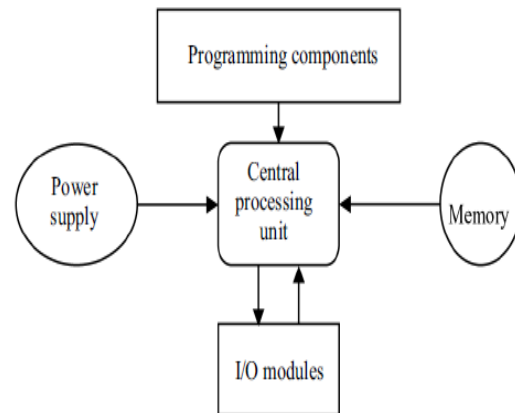 Programming components
Power
supply
Central
processing
unit
Memory
I/O modules